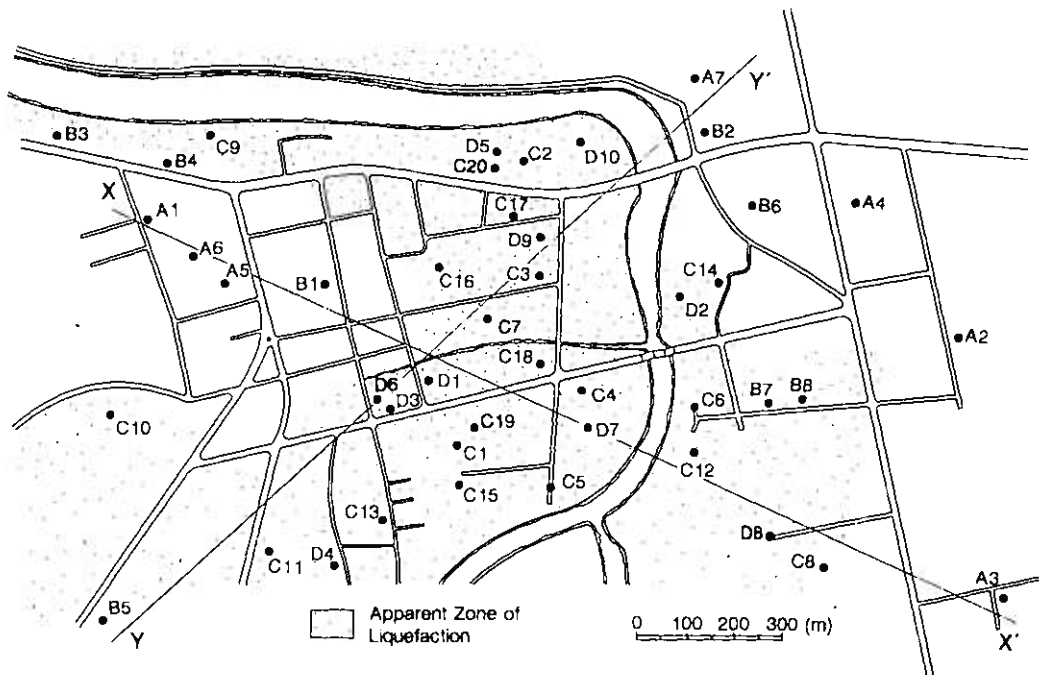 A7
Y′
B3
C9
B4
D5
C20
C2
D10
B2
X
A1
C17
B6
A4
A6
D9
A5
B1
C16
C3
C14
D2
C7
A2
C18
D6
D1
D3
C4
C6
B7
B8
C10
C19
D7
C1
C12
C15
C5
C13
D8
C11
D4
C8
A3
B5
Y
Apparent Zone of
Liquefaction
0 100 200 300 (m)
X′